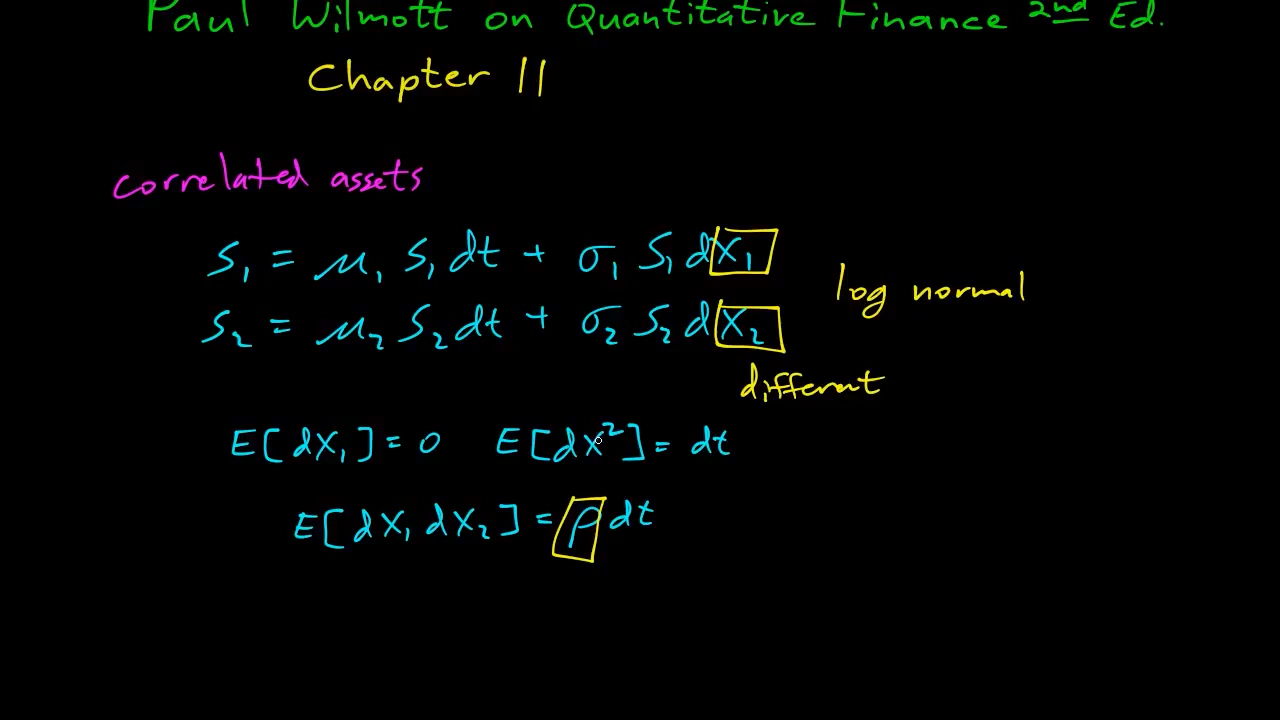 Paul Wilmott on Quantitative Finance 2nd Ed.
Chapter 11
correlated assets
S₁ = μ₁ S₁ dt + σ₁ S₁ dX₁
S₂ = μ₂ S₂ dt + σ₂ S₂ dX₂
log normal
different
E[dX₁] = 0 E[dX²] = dt
E[dX₁ dX₂] = ρ dt